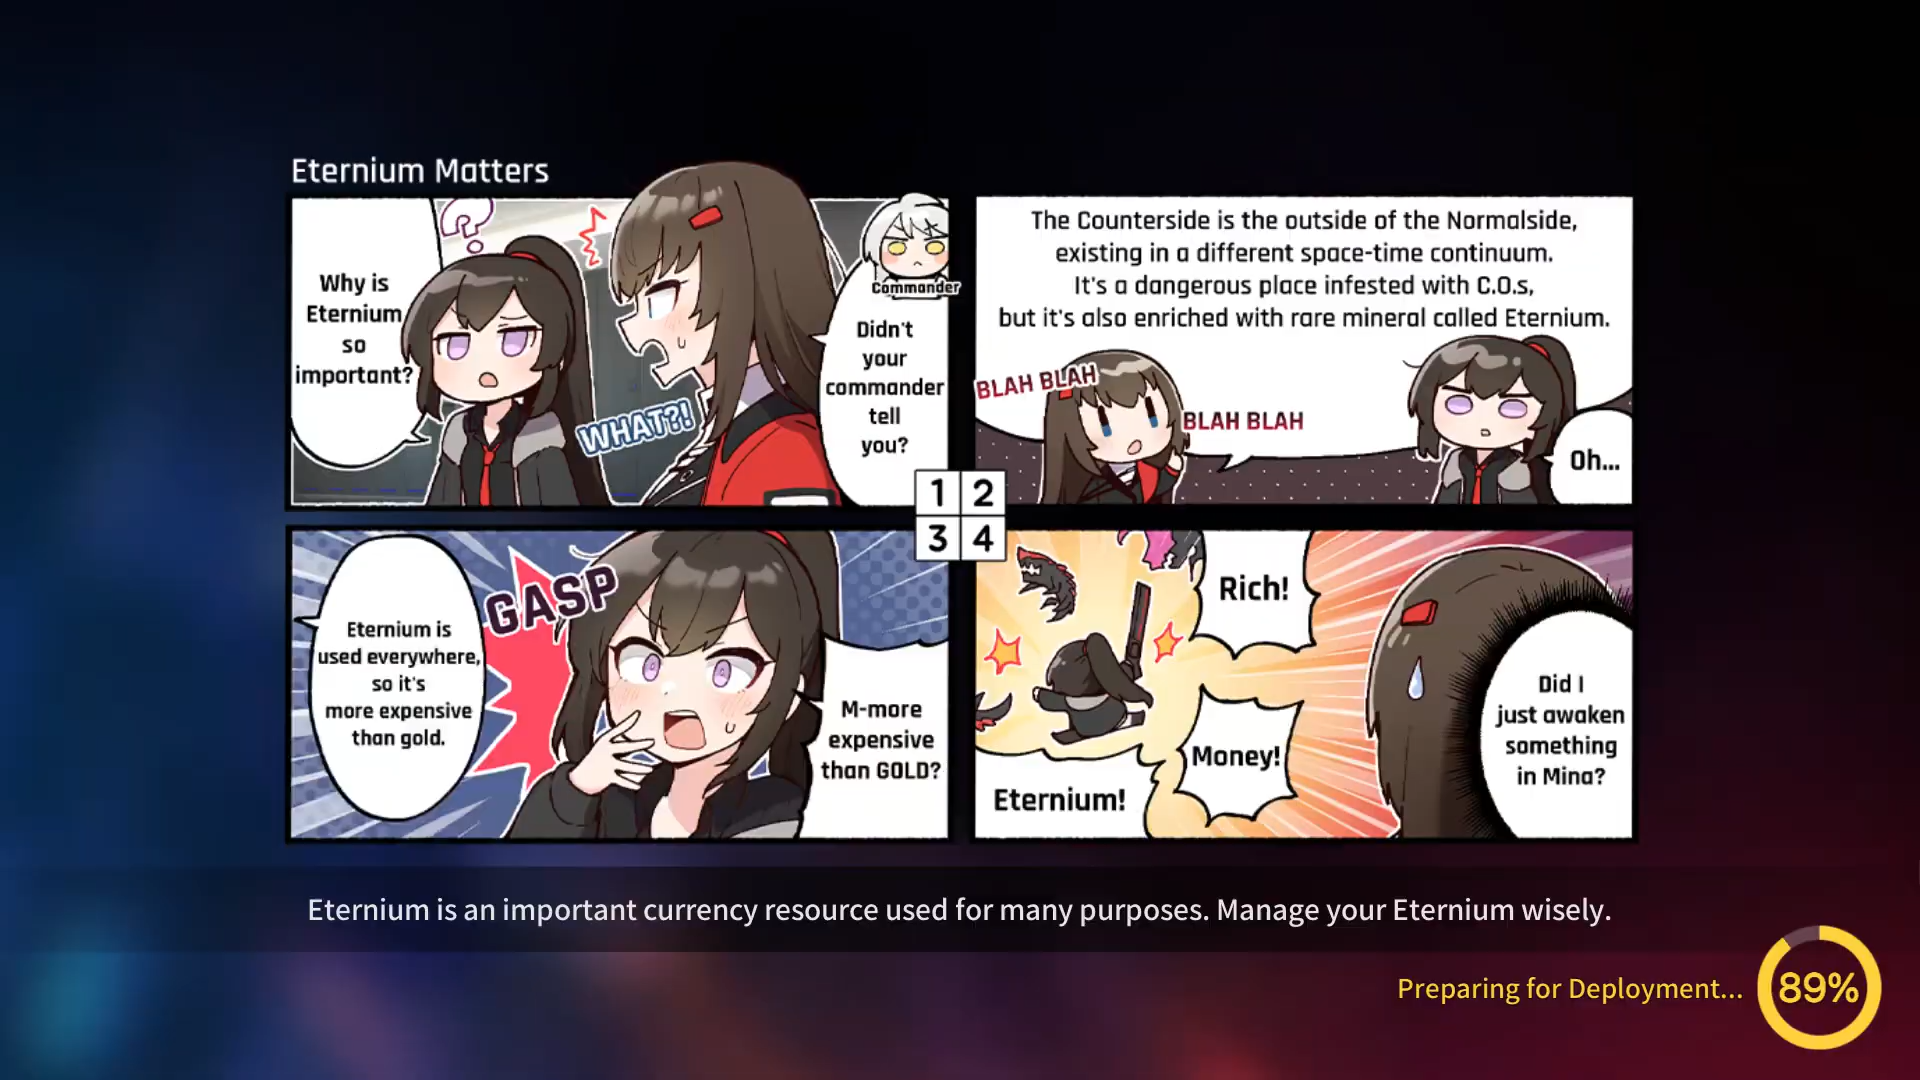 Eternium Matters
Why is
Eternium
so
important?
?
WHAT?!
Commander
Didn't
your
commander
tell
you?
The Counterside is the outside of the Normalside,
existing in a different space-time continuum.
It's a dangerous place infested with C.O.s,
but it's also enriched with rare mineral called Eternium.
BLAH BLAH
BLAH BLAH
Oh...
1 2
3 4
Eternium is
used everywhere,
so it's
more expensive
than gold.
GASP
M-more
expensive
than GOLD?
Rich!
Money!
Eternium!
Did I
just awaken
something
in Mina?
Eternium is an important currency resource used for many purposes. Manage your Eternium wisely.
Preparing for Deployment...
89%